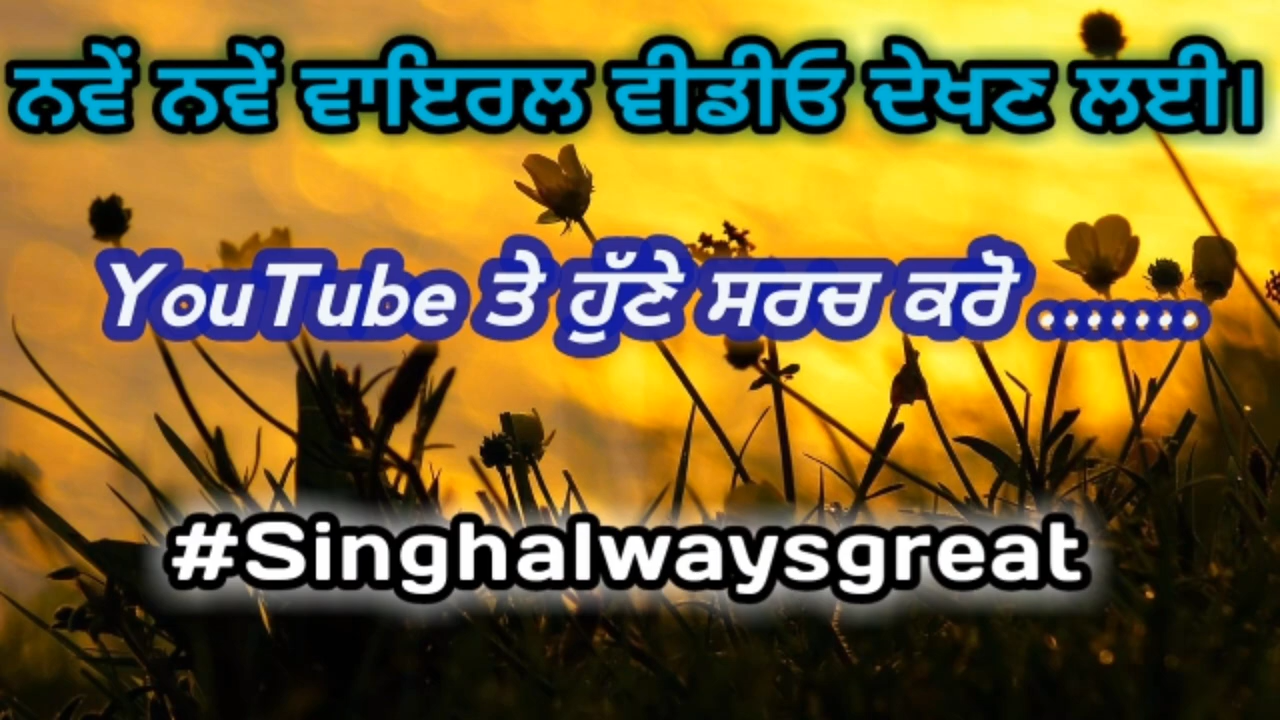 ਨਵੇਂ ਨਵੇਂ ਵਾਇਰਲ ਵੀਡੀਓ ਦੇਖਣ ਲਈ।
YouTube ਤੇ ਹੁੱਣੇ ਸਰਚ ਕਰੋ .......
#Singhalwaysgreat